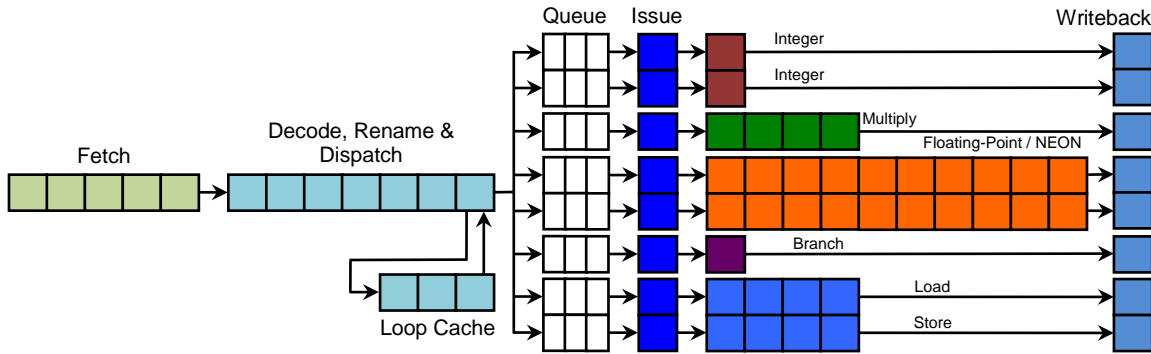 Queue
Issue
Writeback
Integer
Integer
Decode, Rename &
Dispatch
Multiply
Fetch
Floating-Point / NEON
Branch
Loop Cache
Load
Store